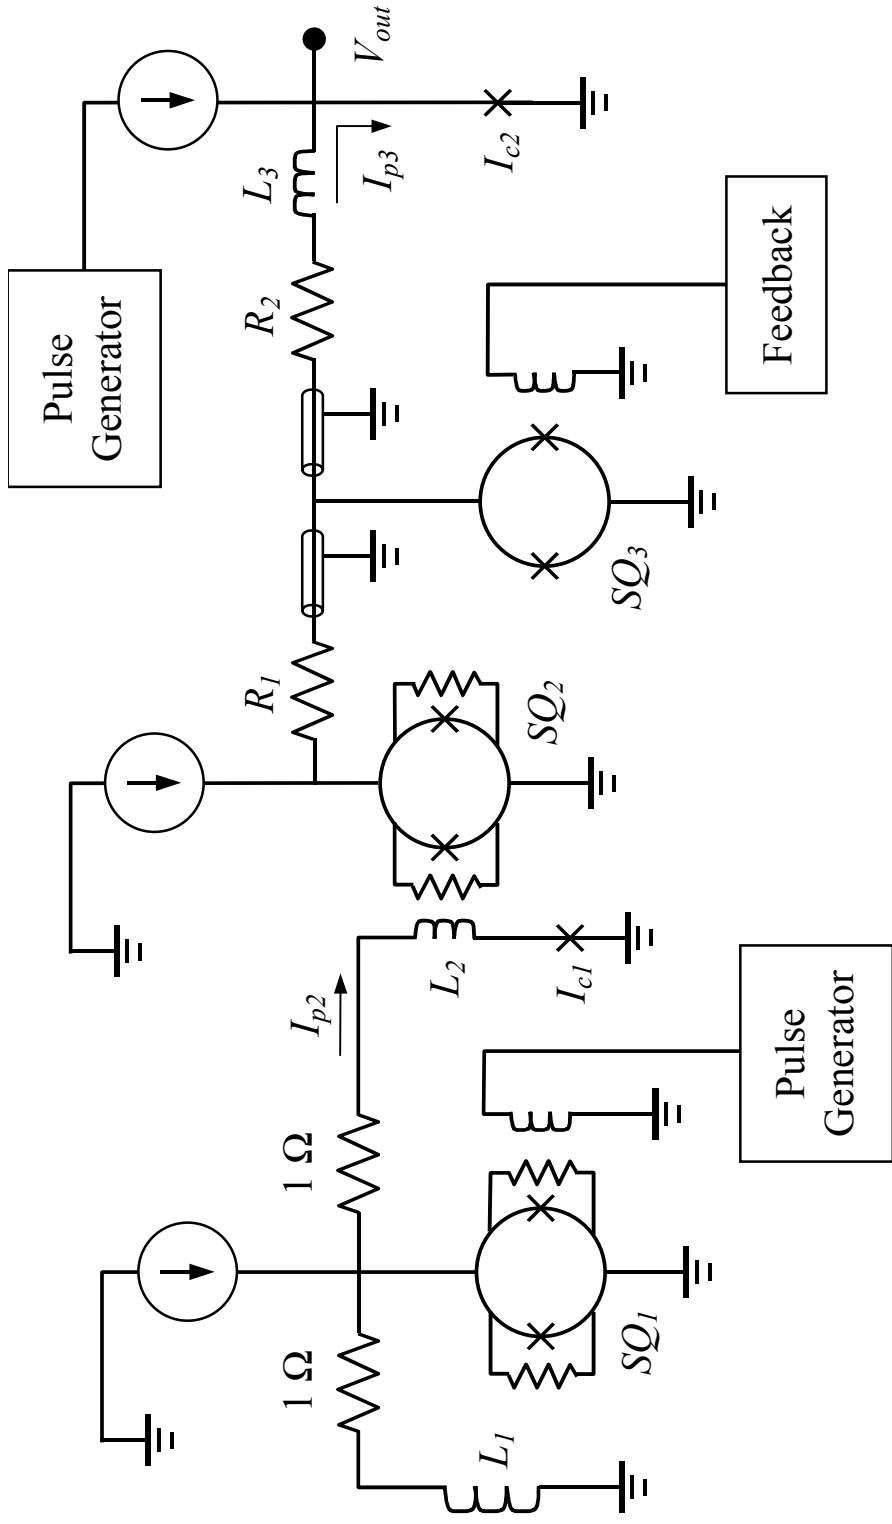 Pulse
Generator
V_out
L_3
I_p3
I_c2
R_2
Feedback
R_1
SQ_3
SQ_2
I_p2
L_2
I_c1
Pulse
Generator
1 Ω
1 Ω
SQ_1
L_1